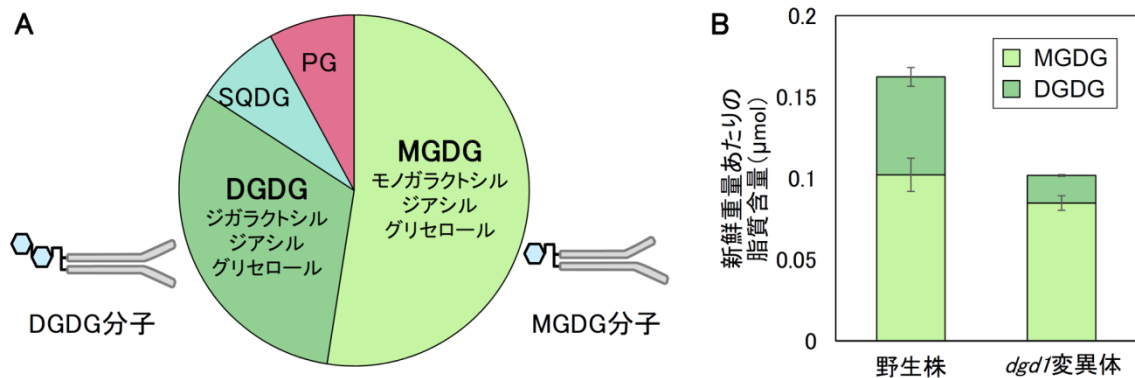 A
PG
SQDG
MGDG
モノガラクトシル
ジアシル
グリセロール
DGDG
ジガラクトシル
ジアシル
グリセロール
DGDG分子
MGDG分子
B
新鮮重量あたりの
脂質含量(μmol)
0.2
0.15
0.1
0.05
0
MGDG
DGDG
野生株
dgd1変異体